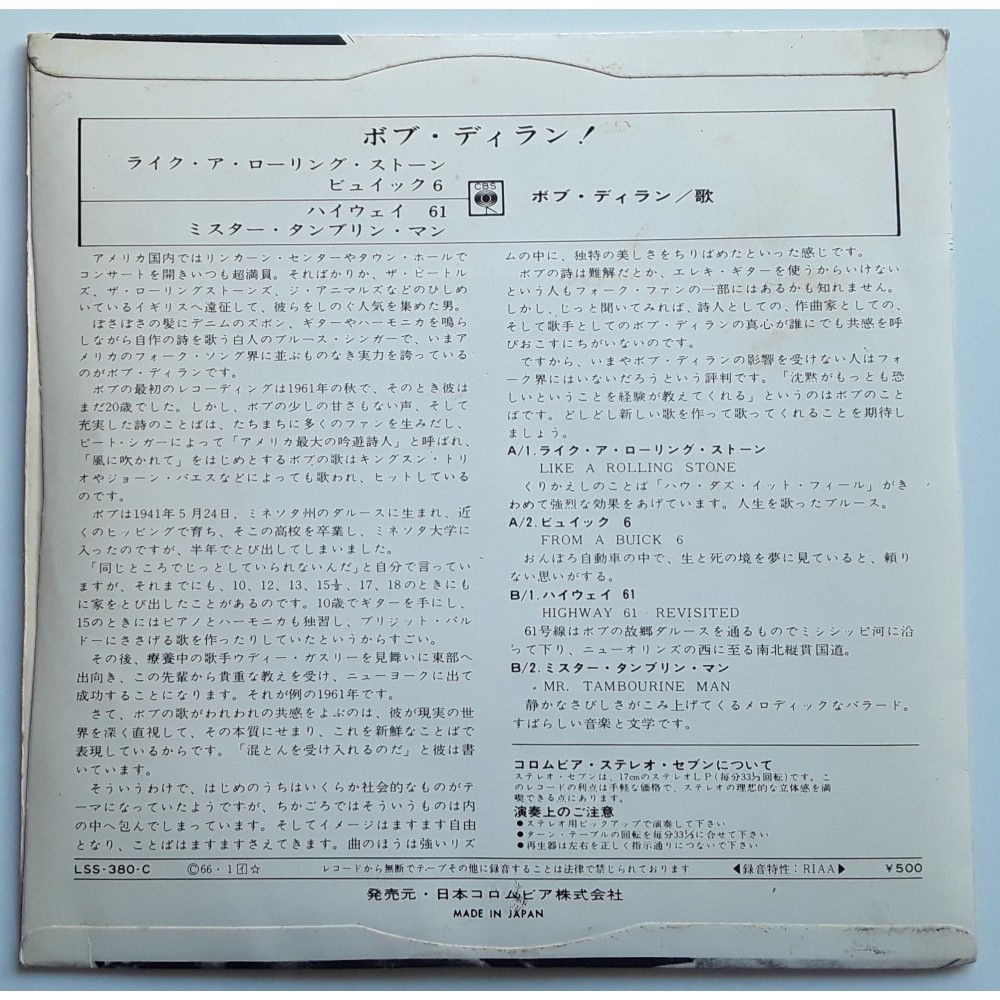 ボブ・ディラン！
ライク・ア・ローリング・ストーン
ビュイック6
ハイウェイ 61
ミスター・タンブリン・マン
CBS
ボブ・ディラン／歌
アメリカ国内ではリンカーン・センターやタウン・ホールで
コンサートを開きいつも超満員。そればかりか、ザ・ビートル
ズ、ザ・ローリングストーンズ、ジ・アニマルズなどのひしめ
いているイギリスへ遠征して、彼らをしのぐ人気を集めた男。
ぼさぼさの髪にデニムのズボン、ギターやハーモニカを鳴ら
しながら自作の詩を歌う白人のブルース・シンガーで、いまア
メリカのフォーク・ソング界に並ぶものなき実力を誇っている
のがボブ・ディランです。
ボブの最初のレコーディングは1961年の秋で、そのとき彼は
まだ20歳でした。しかし、ボブの少しの甘さもない声、そして
充実した詩のことばは、たちまちに多くのファンを生みだし、
ピート・シガーによって「アメリカ最大の吟遊詩人」と呼ばれ、
「風に吹かれて」をはじめとするボブの歌はキングスン・トリ
オやジョーン・バエスなどによっても歌われ、ヒットしている
のです。
ボブは1941年5月24日、ミネソタ州のダルースに生まれ、近
くのヒッビングで育ち、そこの高校を卒業し、ミネソタ大学に
入ったのですが、半年でとび出してしまいました。
「同じところでじっとしていられないんだ」と自分で言ってい
ますが、それまでにも、10、12、13、15½、17、18のときにも
に家をとび出したことがあるのです。10歳でギターを手にし、
15のときにはピアノとハーモニカも独習し、ブリジット・バル
ドーにささげる歌を作ったりしていたというからすごい。
その後、療養中の歌手ウディー・ガスリーを見舞いに東部へ
出向き、この先輩から貴重な教えを受け、ニューヨークに出て
成功することになります。それが例の1961年です。
さて、ボブの歌がわれわれの共感をよぶのは、彼が現実の世
界を深く直視して、その本質にせまり、これを新鮮なことばで
表現しているからです。「混とんを受け入れるのだ」と彼は書
いています。
そういうわけで、はじめのうちはいくらか社会的なものがテ
ーマになっていたようですが、ちかごろではそういうものは内
の中へ包んでしまっています。そしてイメージはますます自由
となり、ことばはますますさえてきます。曲のほうは強いリズ
ムの中に、独特の美しさをちりばめたといった感じです。
ボブの詩は難解だとか、エレキ・ギターを使うからいけない
という人もフォーク・ファンの一部にはあるかも知れません。
しかし、じっと聞いてみれば、詩人としての、作曲家としての、
そして歌手としてのボブ・ディランの真心が誰にでも共感を呼
びおこすにちがいないのです。
ですから、いまやボブ・ディランの影響を受けない人はフォ
ーク界にはいないだろうという評判です。「沈黙がもっとも恐
しいということを経験が教えてくれる」というのはボブのこと
ばです。どしどし新しい歌を作って歌ってくれることを期待し
ましょう。
A/1.ライク・ア・ローリング・ストーン
LIKE A ROLLING STONE
くりかえしのことば「ハウ・ダズ・イット・フィール」がき
わめて強烈な効果をあげています。人生を歌ったブルース。
A/2.ビュイック 6
FROM A BUICK 6
おんぼろ自動車の中で、生と死の境を夢に見ていると、頼り
ない思いがする。
B/1.ハイウェイ 61
HIGHWAY 61 REVISITED
61号線はボブの故郷ダルースを通るものでミシシッピ河に沿
って下り、ニューオリンズの西に至る南北縦貫国道。
B/2.ミスター・タンブリン・マン
MR. TAMBOURINE MAN
静かなさびしさがこみ上げてくるメロディックなバラード。
すばらしい音楽と文学です。
コロムビア・ステレオ・セブンについて
ステレオ・セブンは、17cmのステレオLP(毎分33⅓回転)です。こ
のレコードの利点は手軽な価格で、ステレオの理想的な立体感を満
喫できる点にあります。
演奏上のご注意
●ステレオ用ピックアップで演奏して下さい
●ターン・テーブルの回転を毎分33⅓に合せて下さい
●再生器は左右を正しく指示通りにつないで下さい
LSS-380-C Ⓒ66・1 イ ☆ レコードから無断でテープその他に録音することは法律で禁じられております ◀録音特性：RIAA▶ ￥500
発売元・日本コロムビア株式会社
MADE IN JAPAN